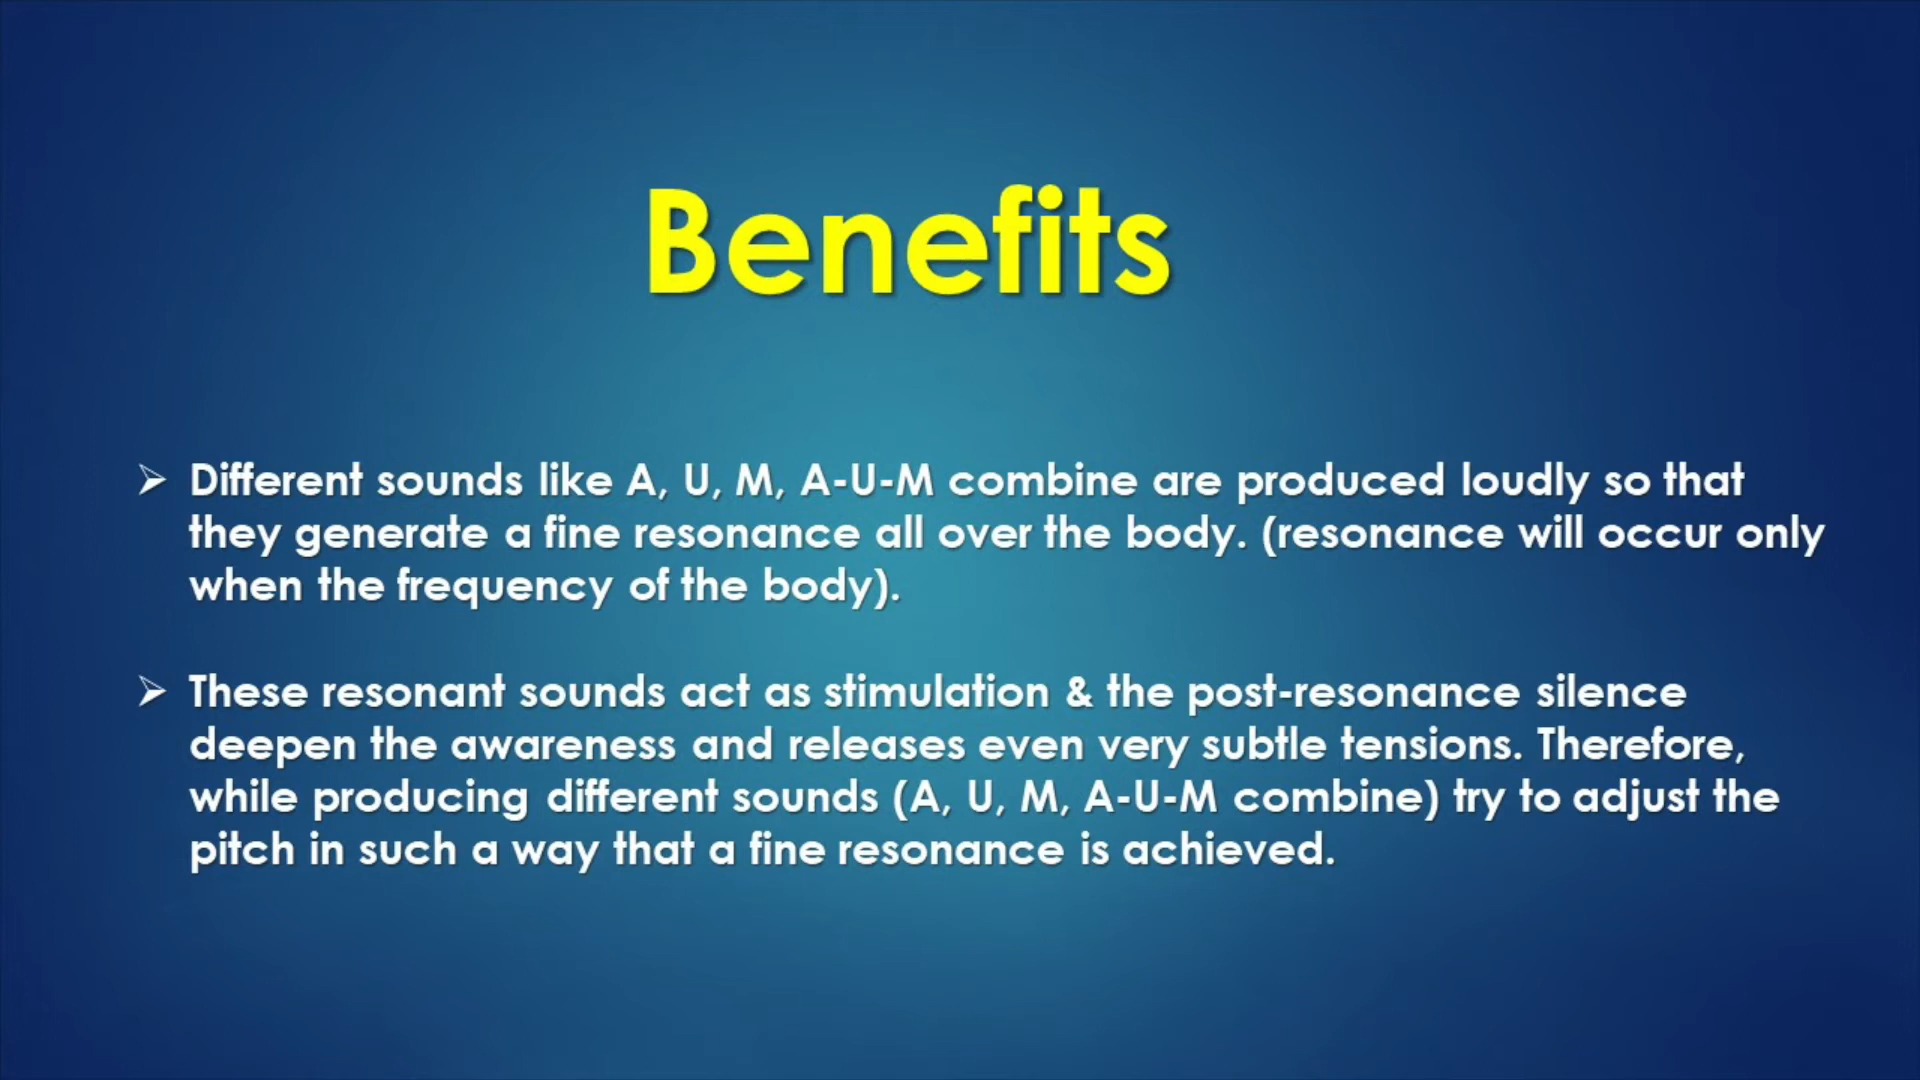 Benefits
➢ Different sounds like A, U, M, A-U-M combine are produced loudly so that
they generate a fine resonance all over the body. (resonance will occur only
when the frequency of the body).
➢ These resonant sounds act as stimulation & the post-resonance silence
deepen the awareness and releases even very subtle tensions. Therefore,
while producing different sounds (A, U, M, A-U-M combine) try to adjust the
pitch in such a way that a fine resonance is achieved.